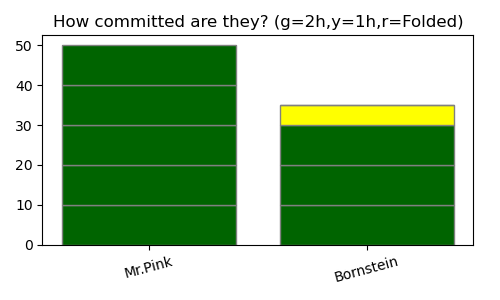 How committed are they? (g=2h,y=1h,r=Folded)
50
40
30
20
10
0
Mr.Pink
Bornstein